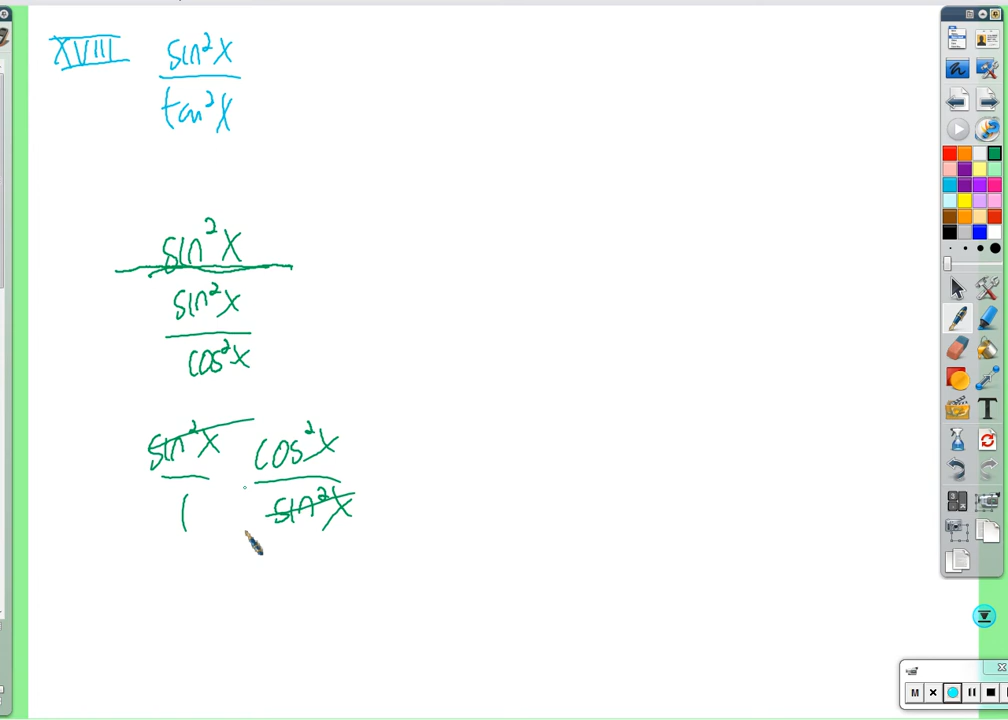 XVIII sin²x
tan²x
sin²x
sin²x
cos²x
sin²x cos²x
1 sin²x
T
M